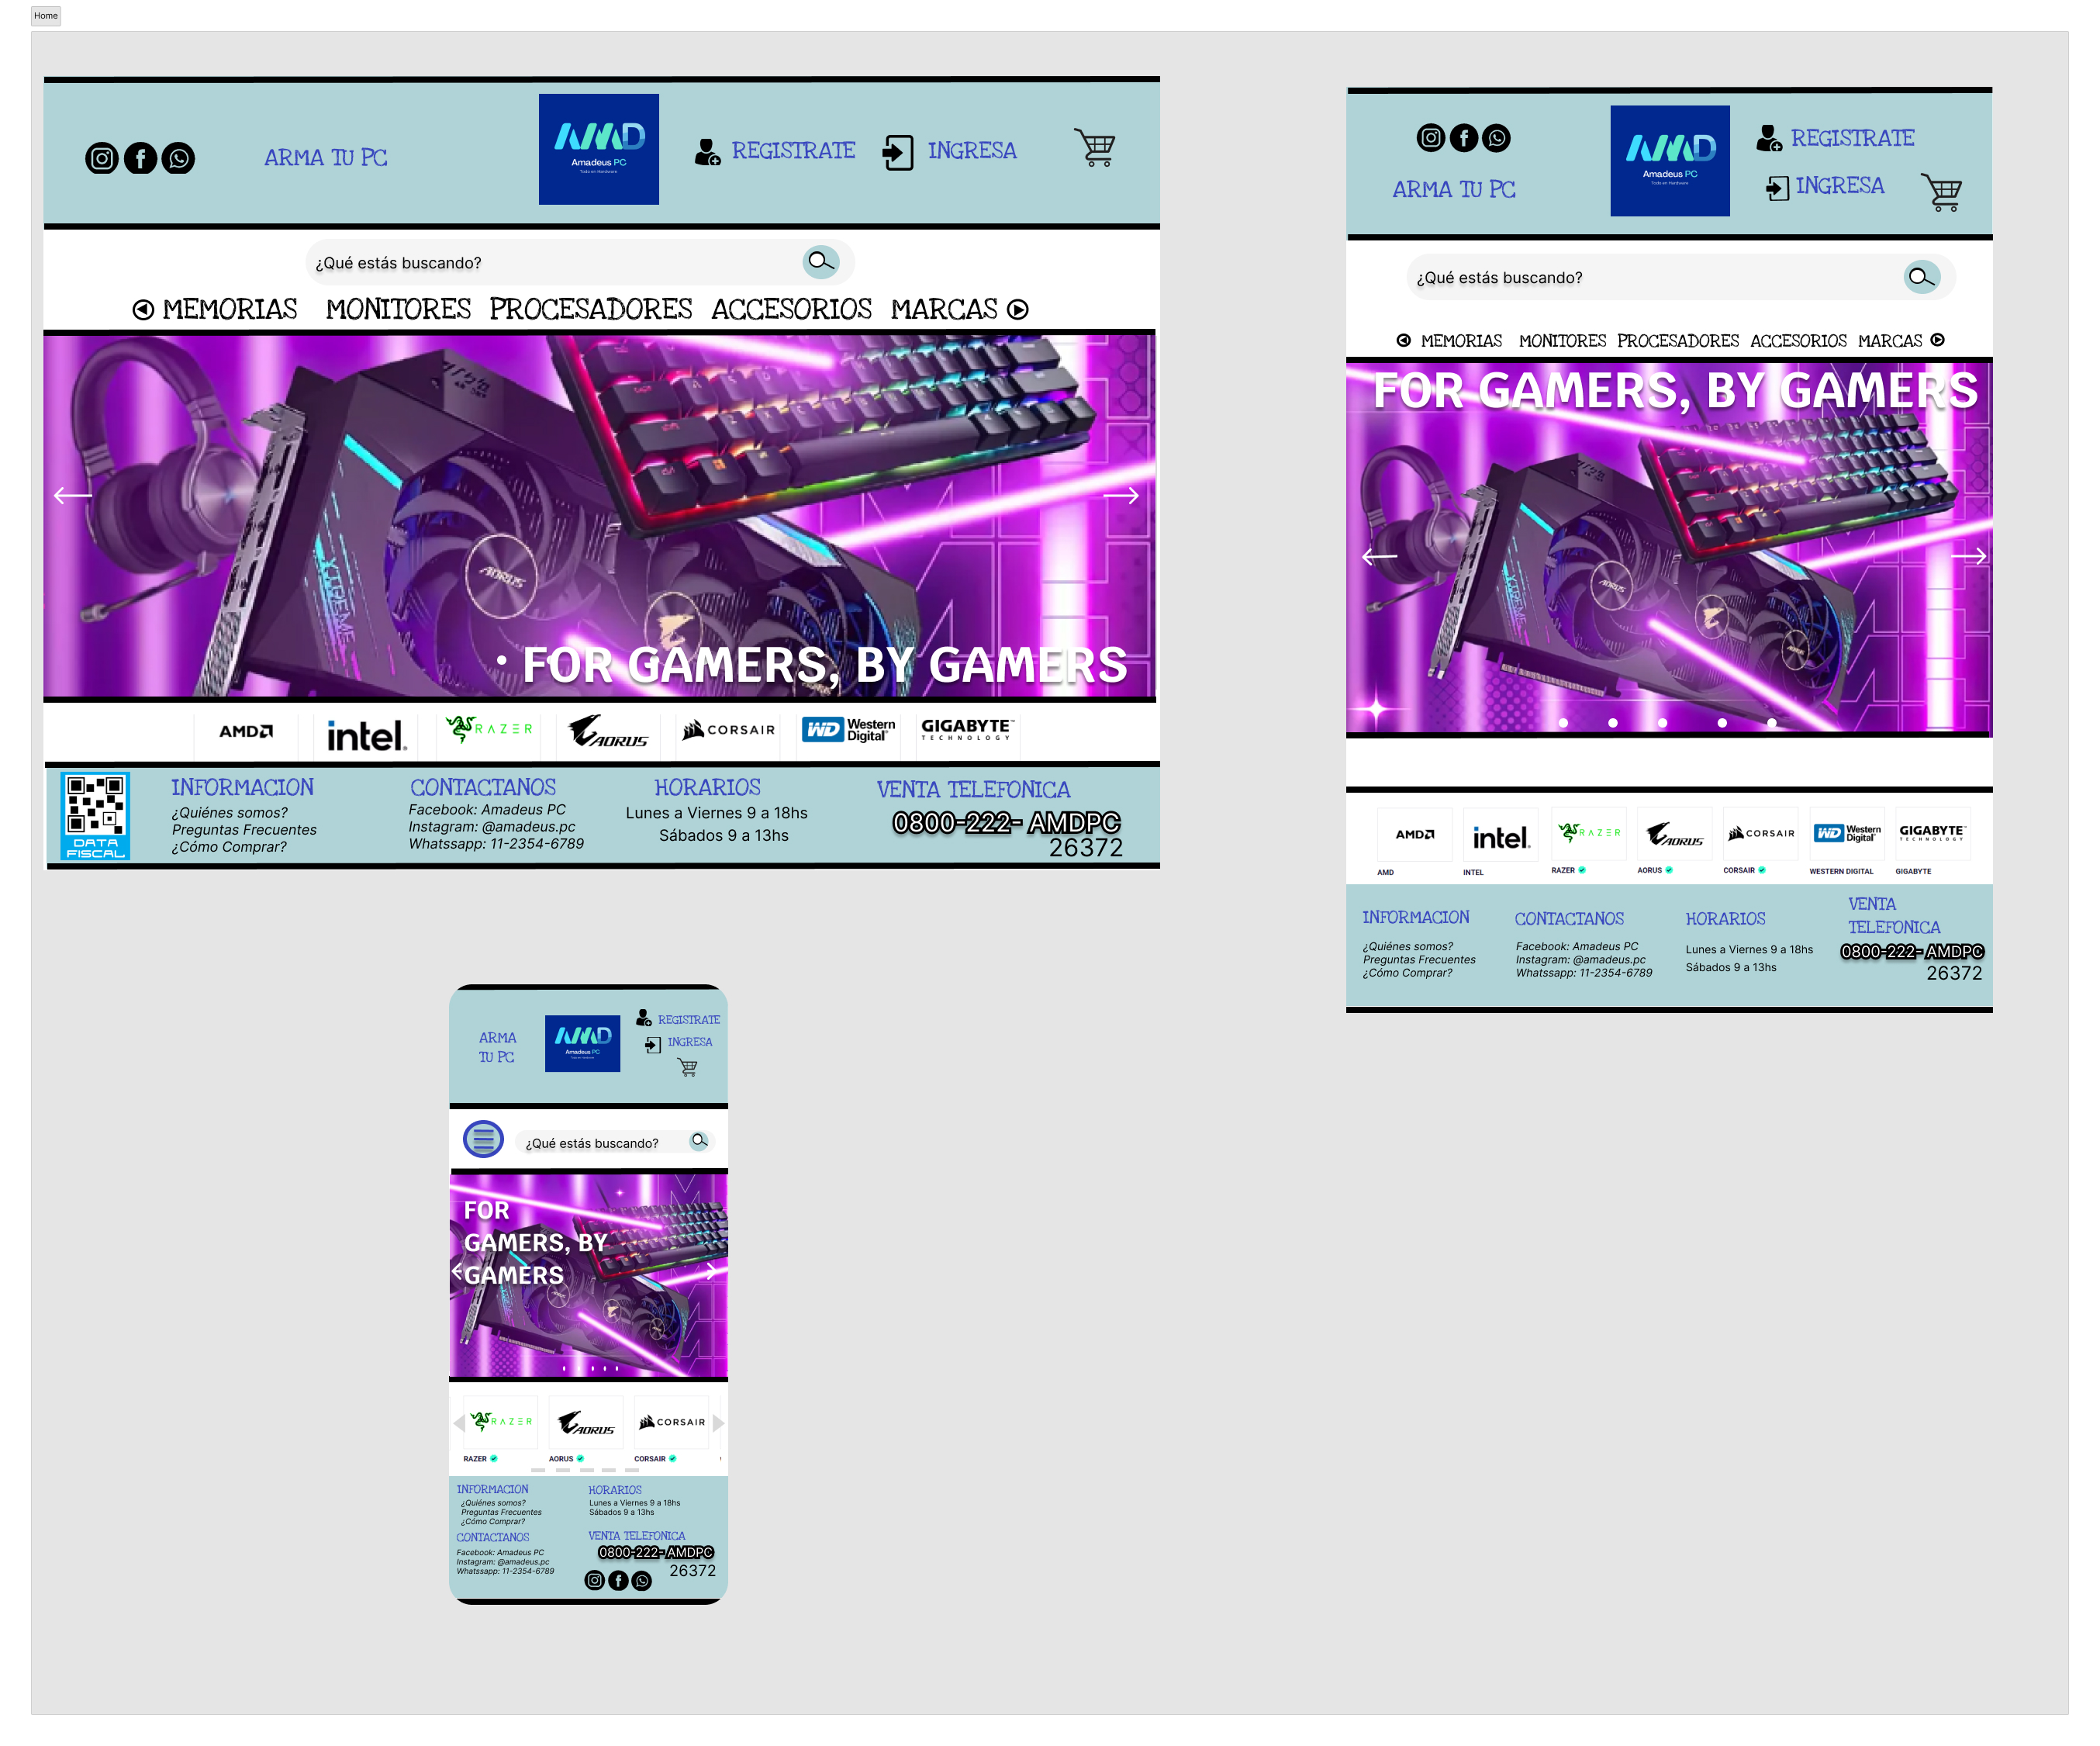 Home
ARMA TU PC
AMD
Amadeus PC
Todo en Hardware
REGISTRATE
INGRESA
¿Qué estás buscando?
MEMORIAS MONITORES PROCESADORES ACCESORIOS MARCAS
AORUS
XTREME
FOR GAMERS, BY GAMERS
AMD intel. RAZER AORUS CORSAIR WD Western Digital® GIGABYTE™ TECHNOLOGY
DATA FISCAL
INFORMACION
¿Quiénes somos?
Preguntas Frecuentes
¿Cómo Comprar?
CONTACTANOS
Facebook: Amadeus PC
Instagram: @amadeus.pc
Whatssapp: 11-2354-6789
HORARIOS
Lunes a Viernes 9 a 18hs
Sábados 9 a 13hs
VENTA TELEFONICA
0800-222- AMDPC
26372
ARMA TU PC
AMD
Amadeus PC
Todo en Hardware
REGISTRATE
INGRESA
¿Qué estás buscando?
MEMORIAS MONITORES PROCESADORES ACCESORIOS MARCAS
FOR GAMERS, BY GAMERS
AORUS
XTREME
AMD intel. RAZER AORUS CORSAIR WD Western Digital® GIGABYTE™ TECHNOLOGY
AMD INTEL RAZER AORUS CORSAIR WESTERN DIGITAL GIGABYTE
INFORMACION
¿Quiénes somos?
Preguntas Frecuentes
¿Cómo Comprar?
CONTACTANOS
Facebook: Amadeus PC
Instagram: @amadeus.pc
Whatssapp: 11-2354-6789
HORARIOS
Lunes a Viernes 9 a 18hs
Sábados 9 a 13hs
VENTA
TELEFONICA
0800-222- AMDPC
26372
ARMA
TU PC
AMD
Amadeus PC
REGISTRATE
INGRESA
¿Qué estás buscando?
FOR
GAMERS, BY
GAMERS
RAZER AORUS CORSAIR
RAZER AORUS CORSAIR
INFORMACION
¿Quiénes somos?
Preguntas Frecuentes
¿Cómo Comprar?
CONTACTANOS
Facebook: Amadeus PC
Instagram: @amadeus.pc
Whatssapp: 11-2354-6789
HORARIOS
Lunes a Viernes 9 a 18hs
Sábados 9 a 13hs
VENTA TELEFONICA
0800-222- AMDPC
26372